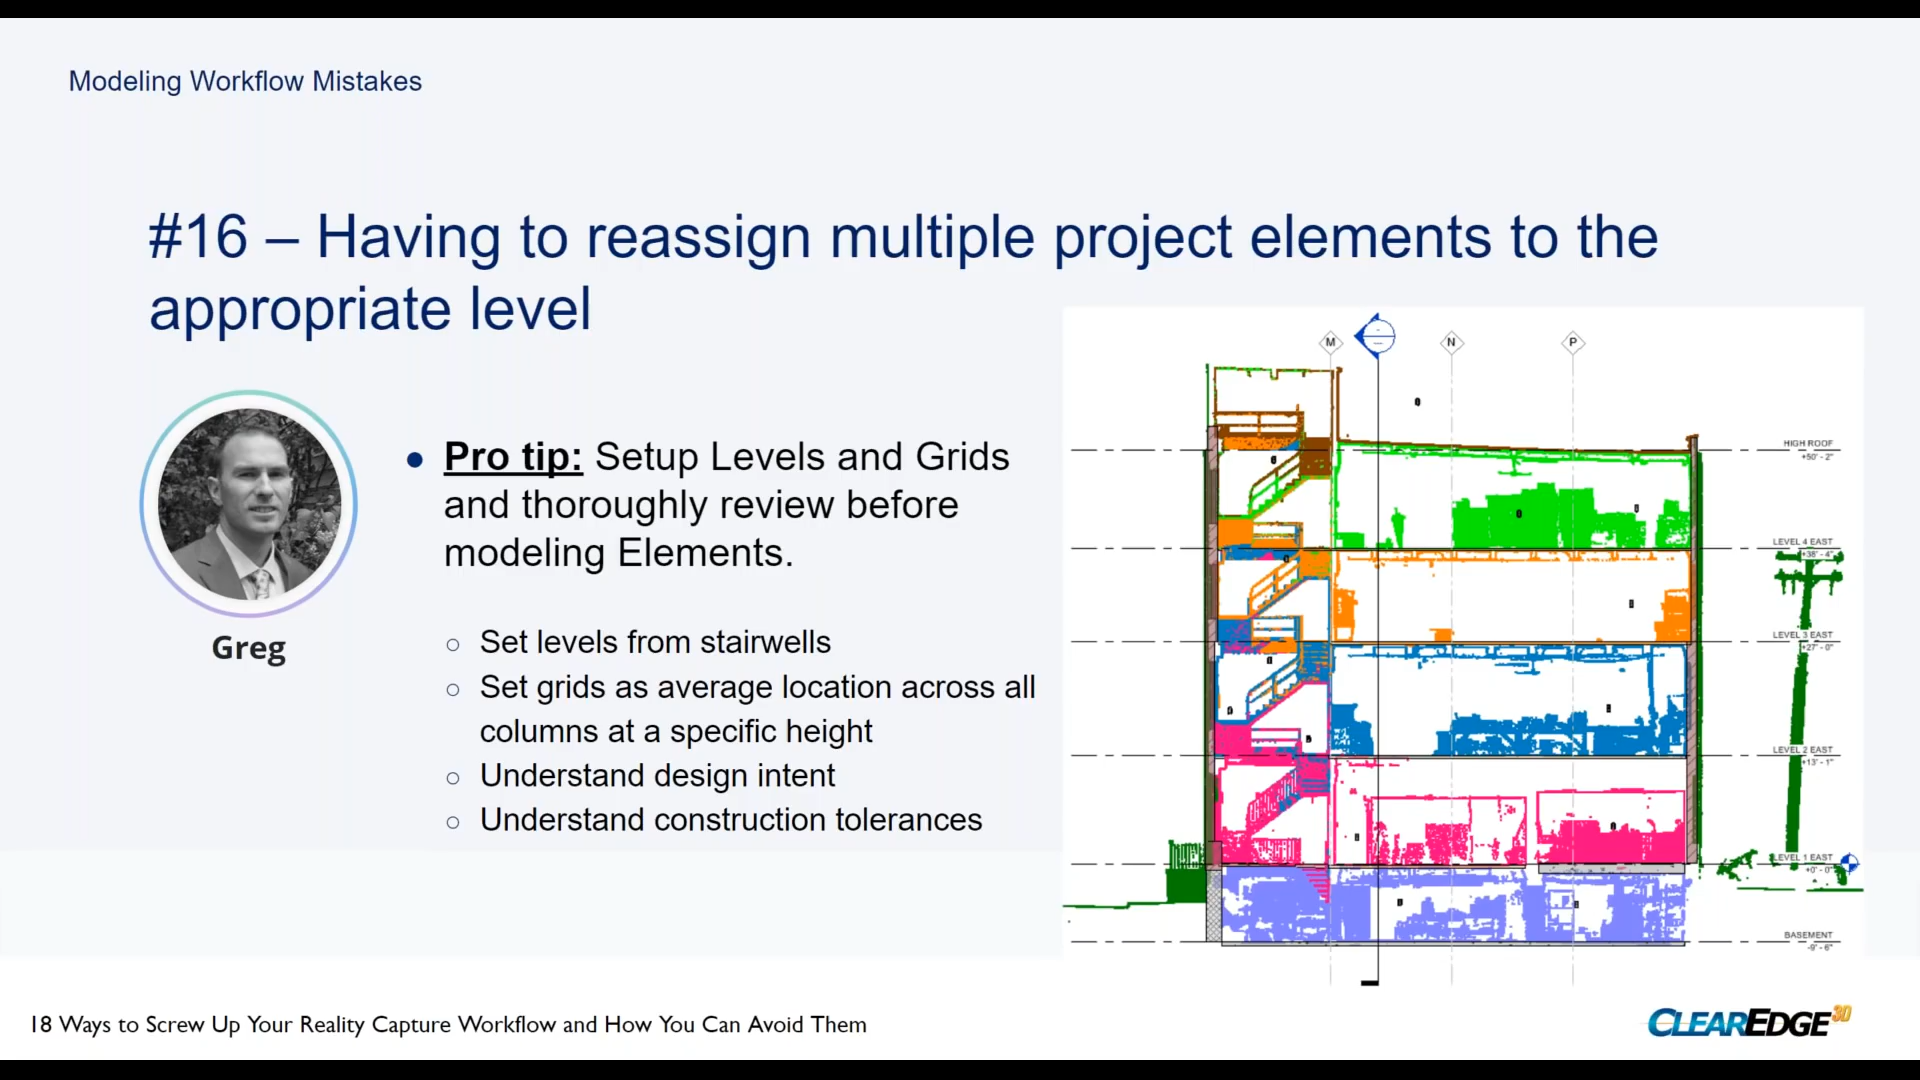 Modeling Workflow Mistakes
#16 – Having to reassign multiple project elements to the
appropriate level
M
N
P
Greg
● Pro tip: Setup Levels and Grids
and thoroughly review before
modeling Elements.
○ Set levels from stairwells
○ Set grids as average location across all
columns at a specific height
○ Understand design intent
○ Understand construction tolerances
HIGH ROOF
+50' - 2"
LEVEL 4 EAST
+38' - 4"
LEVEL 3 EAST
+27' - 0"
LEVEL 2 EAST
+13' - 1"
LEVEL 1 EAST
+0' - 0"
BASEMENT
-9' - 6"
18 Ways to Screw Up Your Reality Capture Workflow and How You Can Avoid Them
CLEAREDGE3D